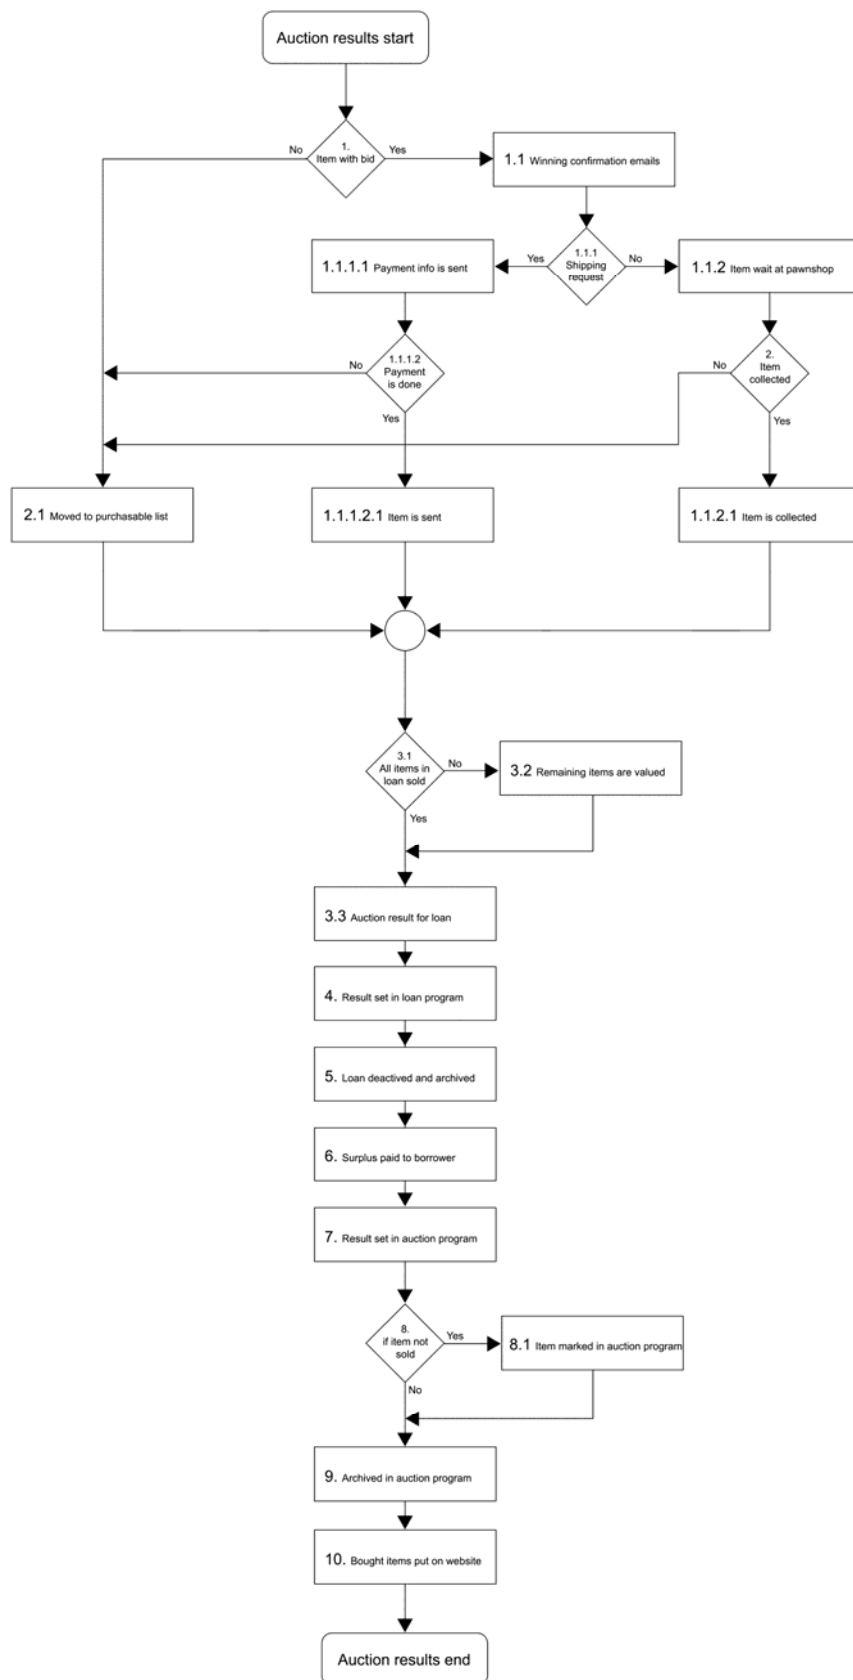 Auction results start
1.
Item with bid
No
Yes
1.1 Winning confirmation emails
1.1.1
Shipping
request
Yes
No
1.1.1.1 Payment info is sent
1.1.2 Item wait at pawnshop
1.1.1.2
Payment
is done
No
Yes
2.
Item
collected
No
Yes
2.1 Moved to purchasable list
1.1.1.2.1 Item is sent
1.1.2.1 Item is collected
3.1
All items in
loan sold
No
Yes
3.2 Remaining items are valued
3.3 Auction result for loan
4. Result set in loan program
5. Loan deactived and archived
6. Surplus paid to borrower
7. Result set in auction program
8.
if item not
sold
Yes
No
8.1 Item marked in auction program
9. Archived in auction program
10. Bought items put on website
Auction results end